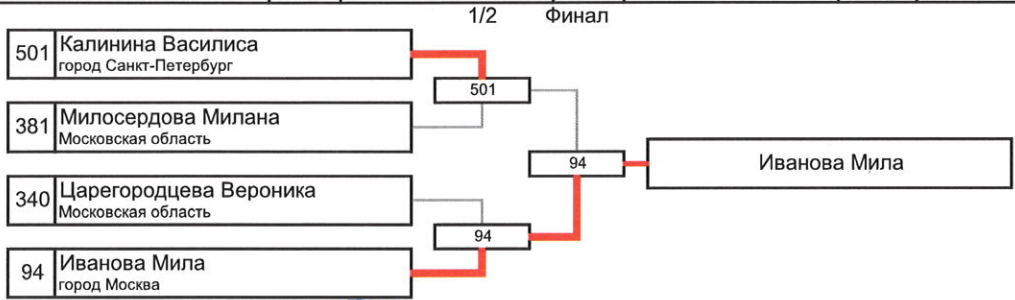 1/2 Финал
501 Калинина Василиса
город Санкт-Петербург
501
381 Милосердова Милана
Московская область
94 Иванова Мила
340 Царегородцева Вероника
Московская область
94
94 Иванова Мила
город Москва